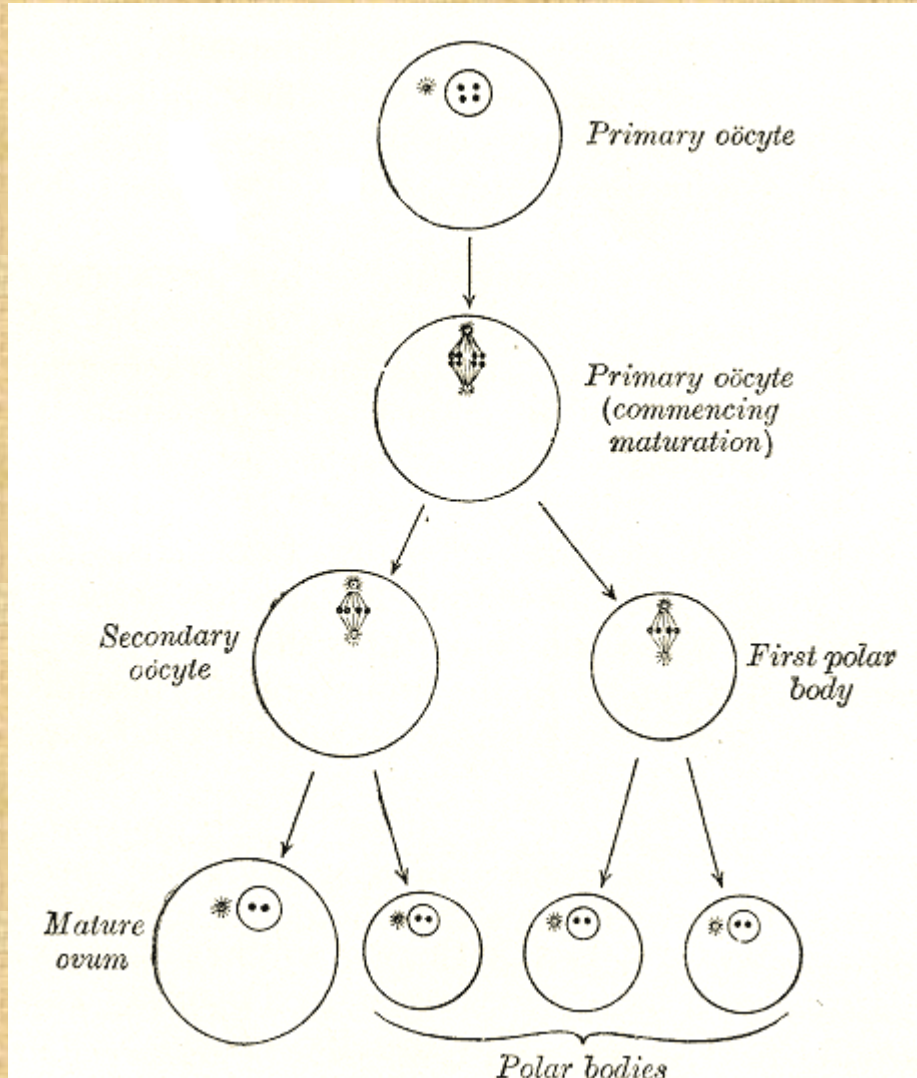 Primary oöcyte
Primary oöcyte
(commencing
maturation)
Secondary
oöcyte
First polar
body
Mature
ovum
Polar bodies